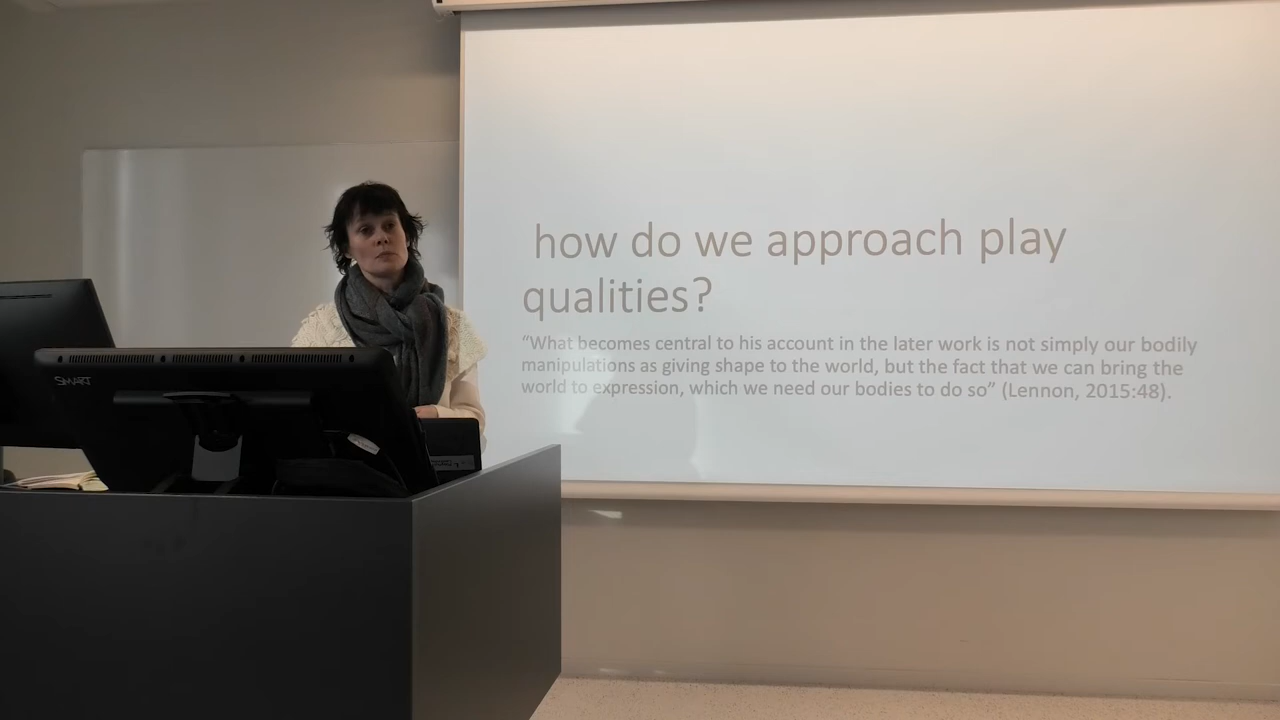 how do we approach play
qualities?
“What becomes central to his account in the later work is not simply our bodily
manipulations as giving shape to the world, but the fact that we can bring the
world to expression, which we need our bodies to do so” (Lennon, 2015:48).
SMART